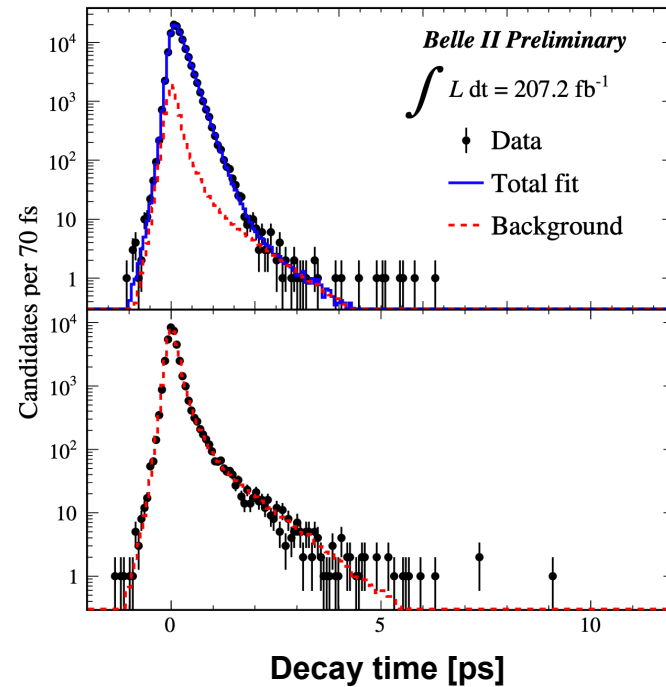 Belle II Preliminary
∫ L dt = 207.2 fb⁻¹
Data
Total fit
Background
Candidates per 70 fs
10⁴
10³
10²
10
1
10⁴
10³
10²
10
1
0 5 10
Decay time [ps]